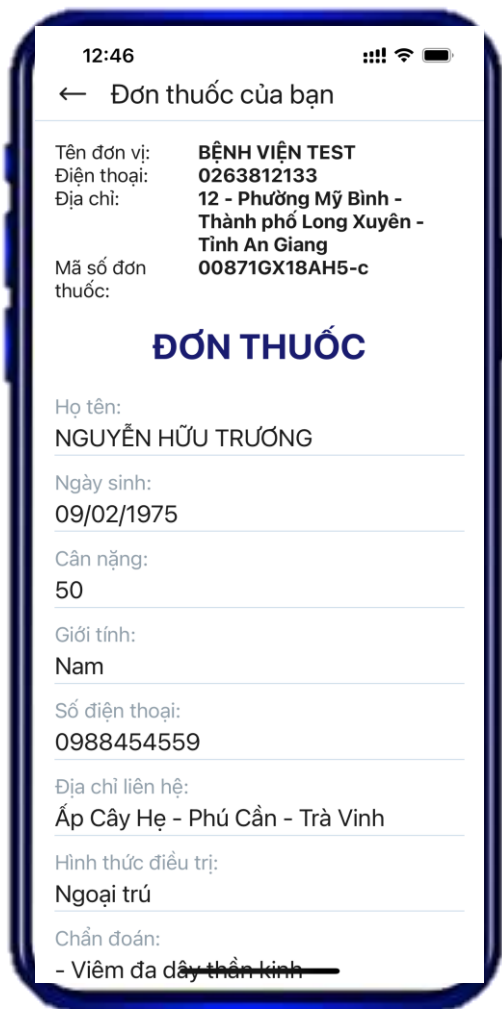 12:46
← Đơn thuốc của bạn
Tên đơn vị: BỆNH VIỆN TEST
Điện thoại: 0263812133
Địa chỉ: 12 - Phường Mỹ Bình -
Thành phố Long Xuyên -
Tỉnh An Giang
Mã số đơn 00871GX18AH5-c
thuốc:
ĐƠN THUỐC
Họ tên:
NGUYỄN HỮU TRƯƠNG
Ngày sinh:
09/02/1975
Cân nặng:
50
Giới tính:
Nam
Số điện thoại:
0988454559
Địa chỉ liên hệ:
Ấp Cây Hẹ - Phú Cần - Trà Vinh
Hình thức điều trị:
Ngoại trú
Chẩn đoán:
- Viêm đa dây thần kinh